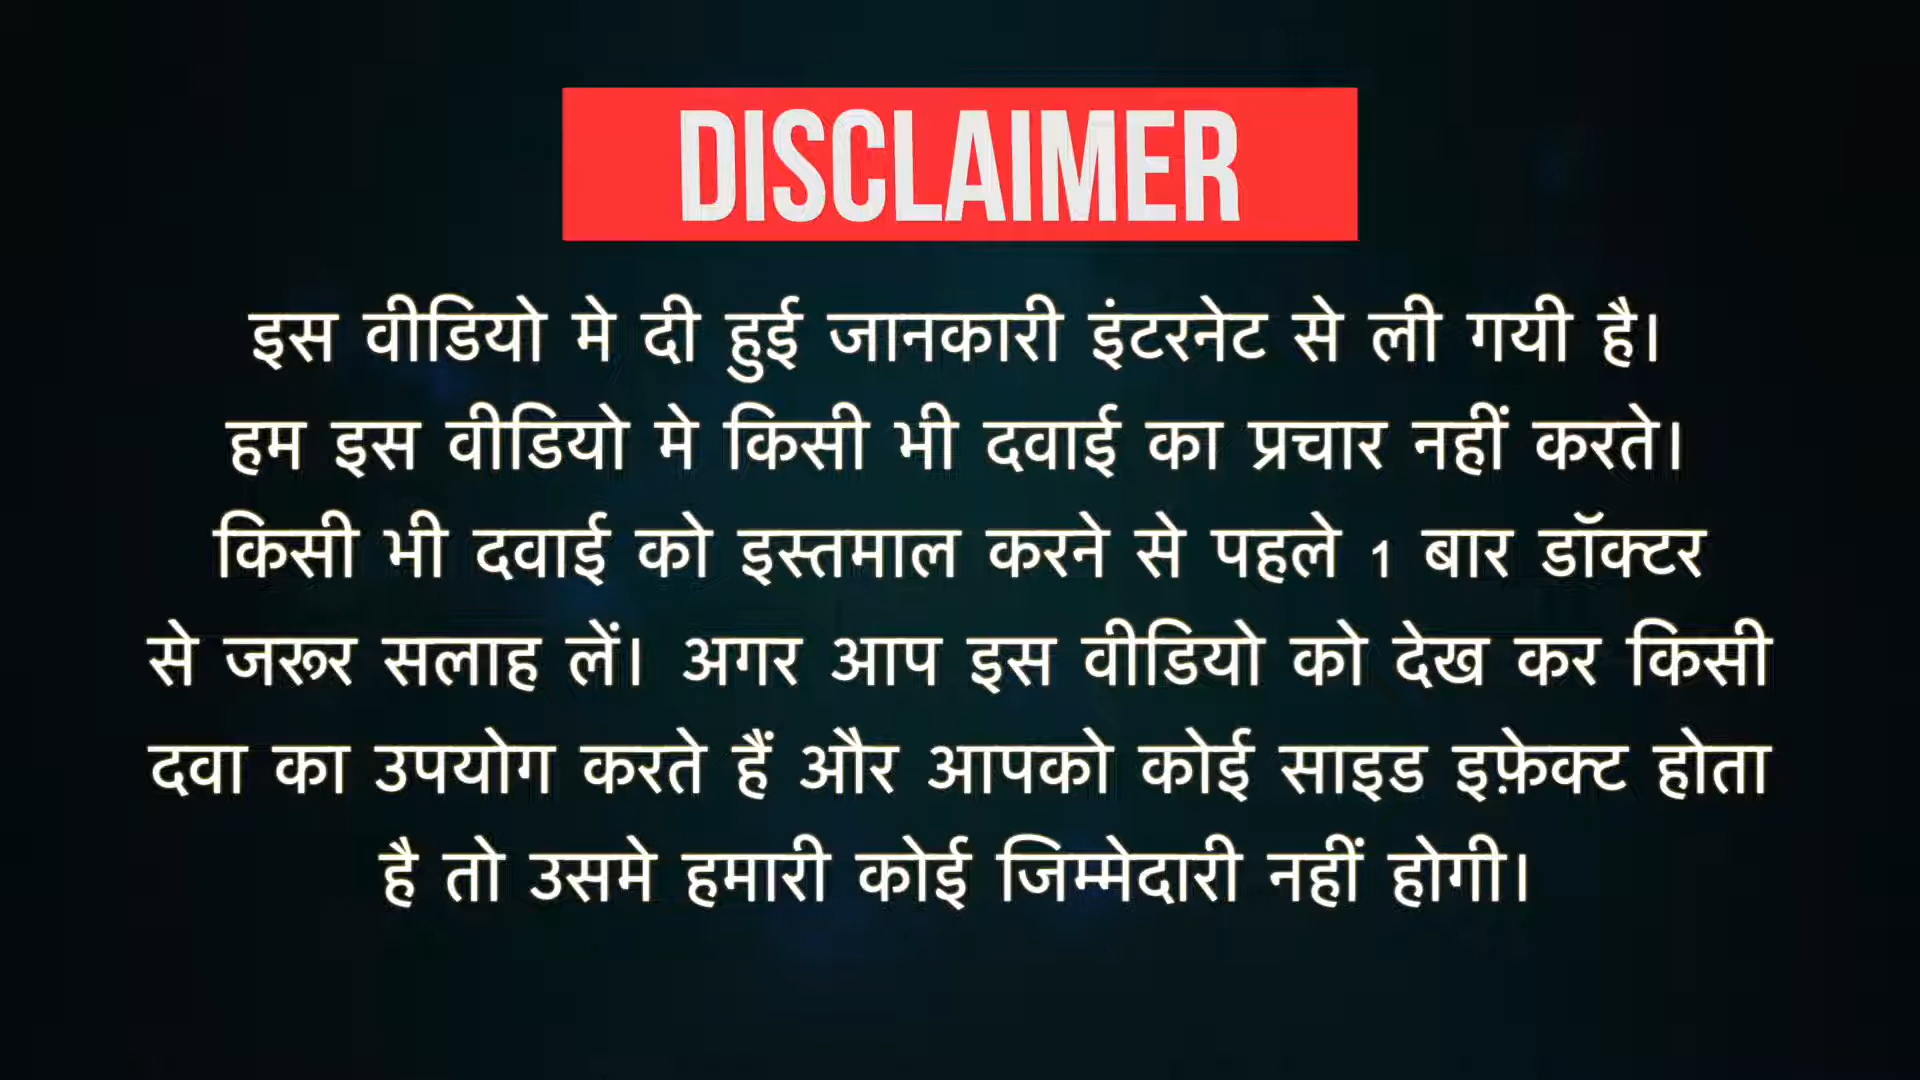 DISCLAIMER
इस वीडियो मे दी हुई जानकारी इंटरनेट से ली गयी है।
हम इस वीडियो मे किसी भी दवाई का प्रचार नहीं करते।
किसी भी दवाई को इस्तमाल करने से पहले 1 बार डॉक्टर
से जरूर सलाह लें। अगर आप इस वीडियो को देख कर किसी
दवा का उपयोग करते हैं और आपको कोई साइड इफ़ेक्ट होता
है तो उसमे हमारी कोई जिम्मेदारी नहीं होगी।